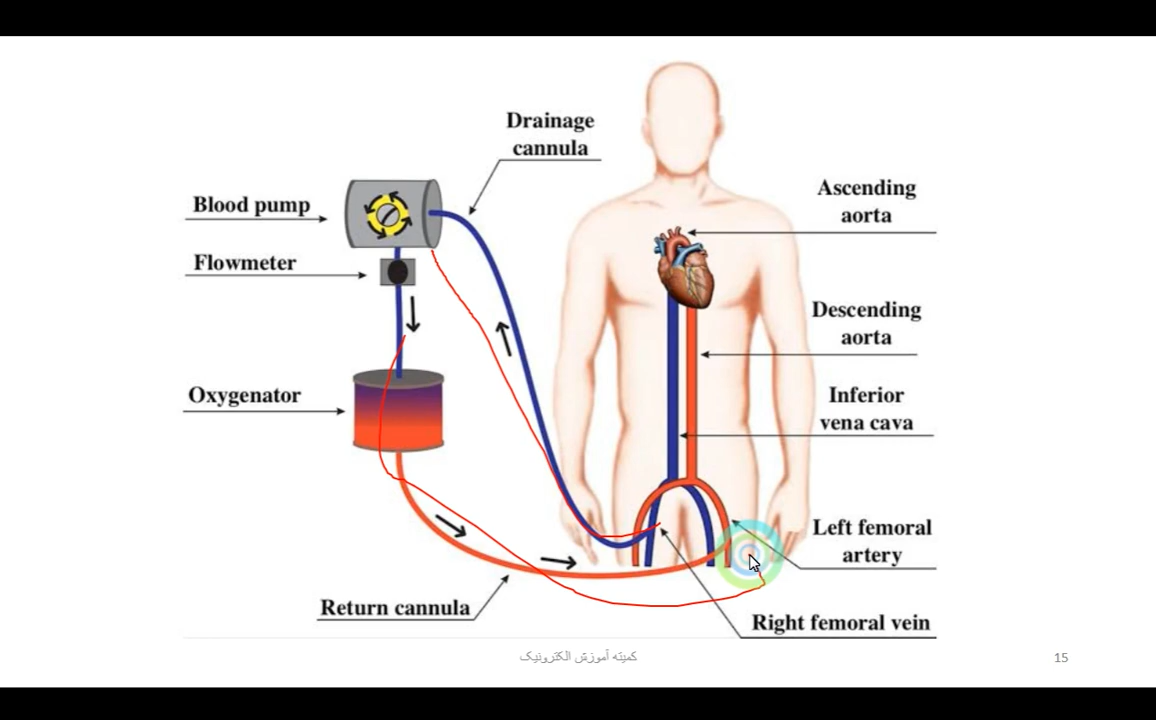 Drainage
cannula
Blood pump
Ascending
aorta
Flowmeter
Descending
aorta
Oxygenator
Inferior
vena cava
Left femoral
artery
Return cannula
Right femoral vein
کمیته آموزش الکترونیک
15